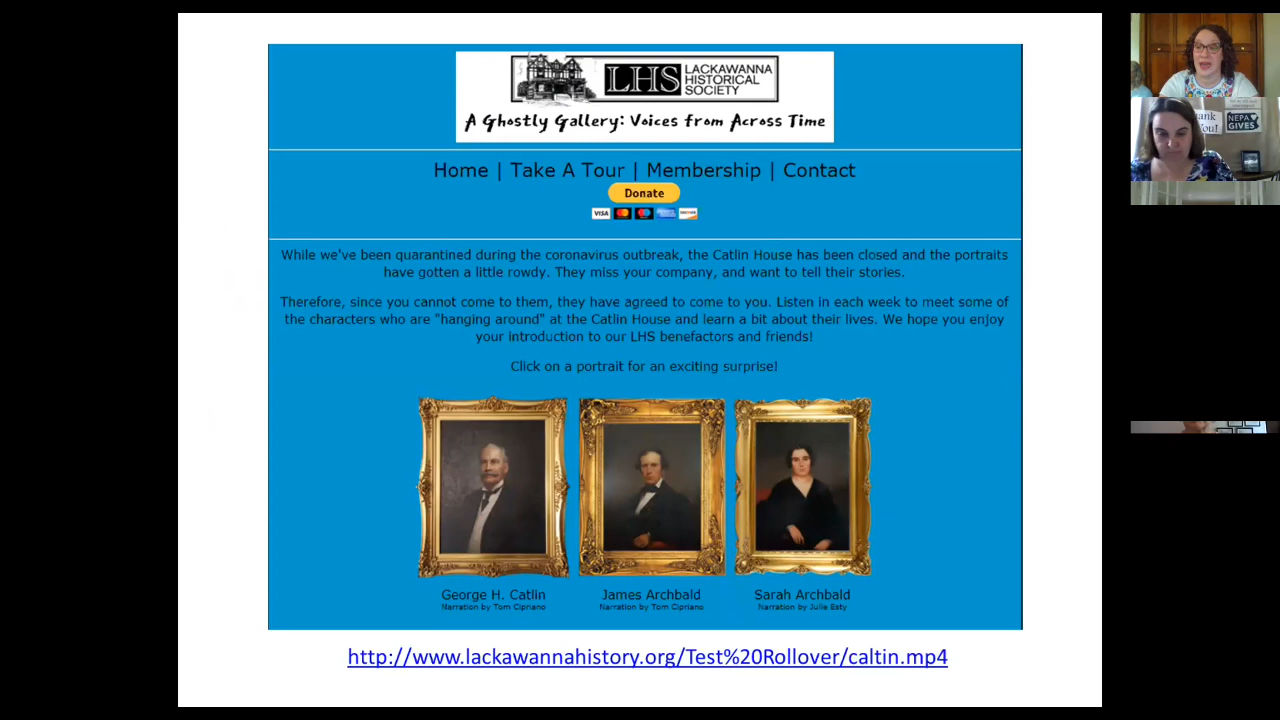 LHS LACKAWANNA
HISTORICAL
SOCIETY
A Ghostly Gallery: Voices from Across Time
Home | Take A Tour | Membership | Contact
Donate
VISA
While we've been quarantined during the coronavirus outbreak, the Catlin House has been closed and the portraits
have gotten a little rowdy. They miss your company, and want to tell their stories.
Therefore, since you cannot come to them, they have agreed to come to you. Listen in each week to meet some of
the characters who are "hanging around" at the Catlin House and learn a bit about their lives. We hope you enjoy
your introduction to our LHS benefactors and friends!
Click on a portrait for an exciting surprise!
George H. Catlin
Narration by Tom Cipriano
James Archbald
Narration by Tom Cipriano
Sarah Archbald
Narration by Julie Esty
http://www.lackawannahistory.org/Test%20Rollover/caltin.mp4
NEPA
GIVES